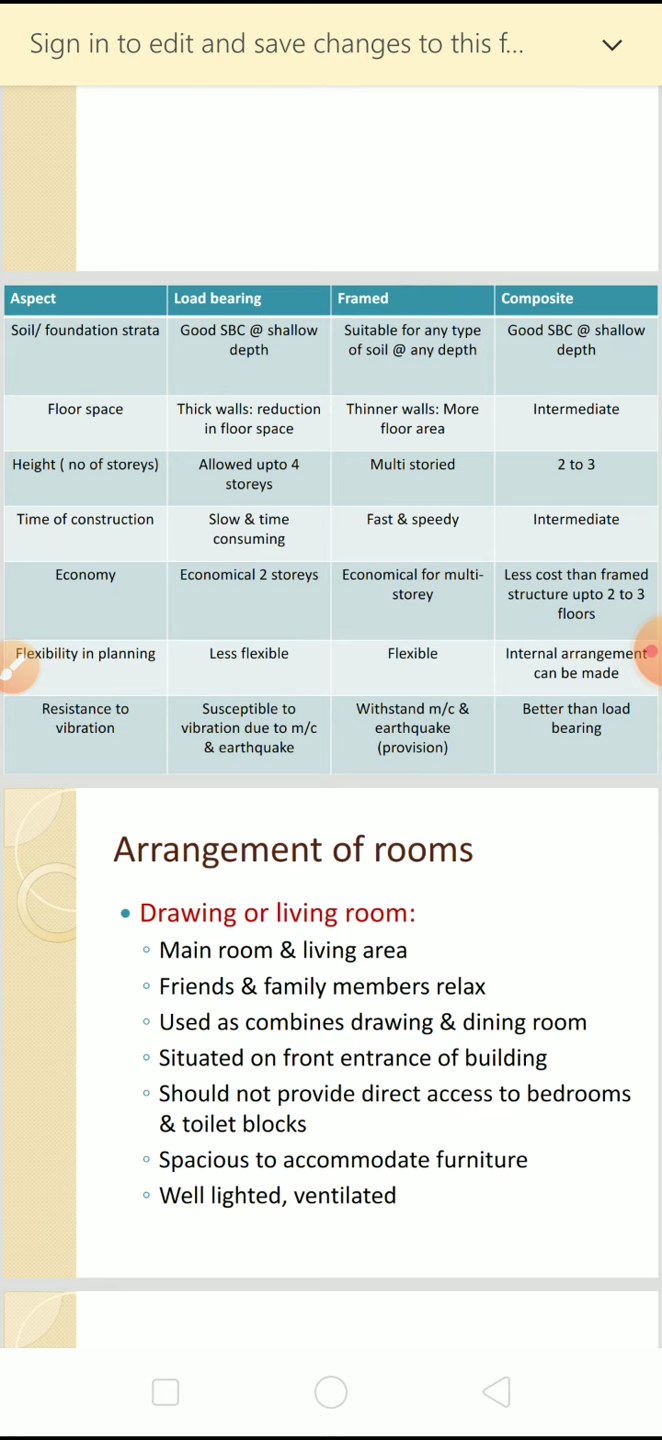 Sign in to edit and save changes to this f...
Aspect Load bearing Framed Composite
Soil/ foundation strata Good SBC @ shallow Suitable for any type Good SBC @ shallow
depth of soil @ any depth depth
Floor space Thick walls: reduction Thinner walls: More Intermediate
in floor space floor area
Height ( no of storeys) Allowed upto 4 Multi storied 2 to 3
storeys
Time of construction Slow & time Fast & speedy Intermediate
consuming
Economy Economical 2 storeys Economical for multi- Less cost than framed
storey structure upto 2 to 3
floors
Flexibility in planning Less flexible Flexible Internal arrangement
can be made
Resistance to Susceptible to Withstand m/c & Better than load
vibration vibration due to m/c earthquake bearing
& earthquake (provision)
Arrangement of rooms
• Drawing or living room:
◦ Main room & living area
◦ Friends & family members relax
◦ Used as combines drawing & dining room
◦ Situated on front entrance of building
◦ Should not provide direct access to bedrooms
& toilet blocks
◦ Spacious to accommodate furniture
◦ Well lighted, ventilated